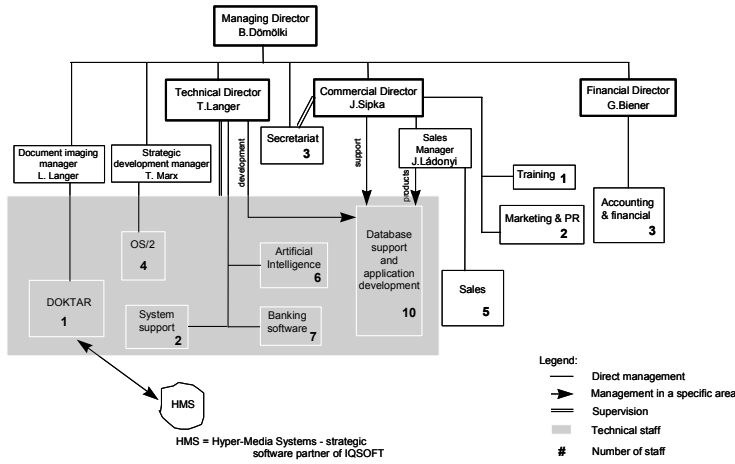 Managing Director
B.Dömölki
Technical Director
T.Langer
Commercial Director
J.Sipka
Financial Director
G.Biener
Secretariat
3
Sales
Manager
J.Ládonyi
Document imaging
manager
L. Langer
Strategic
development manager
T. Marx
development
support
products
Training
1
Marketing & PR
2
Accounting
& financial
3
OS/2
4
Artificial
Intelligence
6
Database
support
and
application
development
10
DOKTAR
1
System
support
2
Banking
software
7
Sales
5
HMS
HMS = Hyper-Media Systems - strategic
software partner of IQSOFT
Legend:
Direct management
Management in a specific area
Supervision
Technical staff
# Number of staff